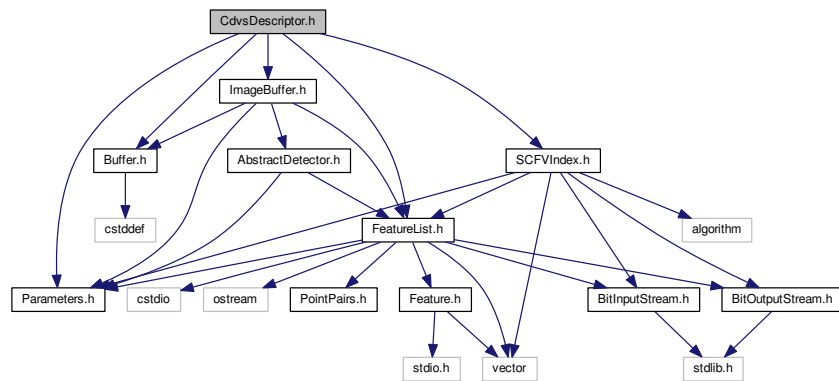 CdvsDescriptor.h
ImageBuffer.h
Buffer.h
AbstractDetector.h
SCFVIndex.h
cstddef
FeatureList.h
algorithm
Parameters.h
cstdio
ostream
PointPairs.h
Feature.h
BitInputStream.h
BitOutputStream.h
stdio.h
vector
stdlib.h